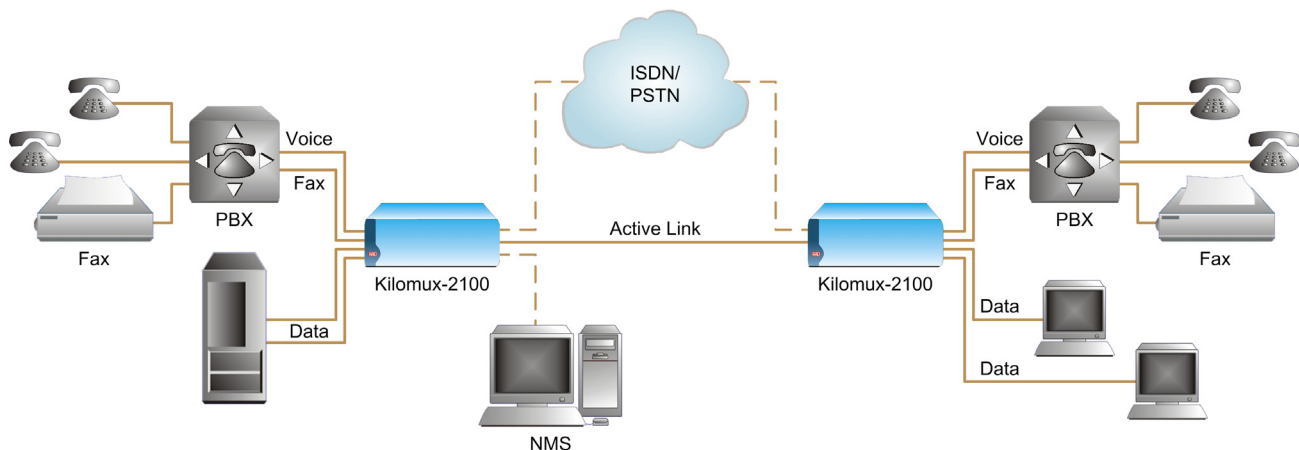 ISDN/
PSTN
Voice
Fax
PBX
Fax
Active Link
Kilomux-2100
Data
NMS
Voice
Fax
PBX
Fax
Kilomux-2100
Data
Data